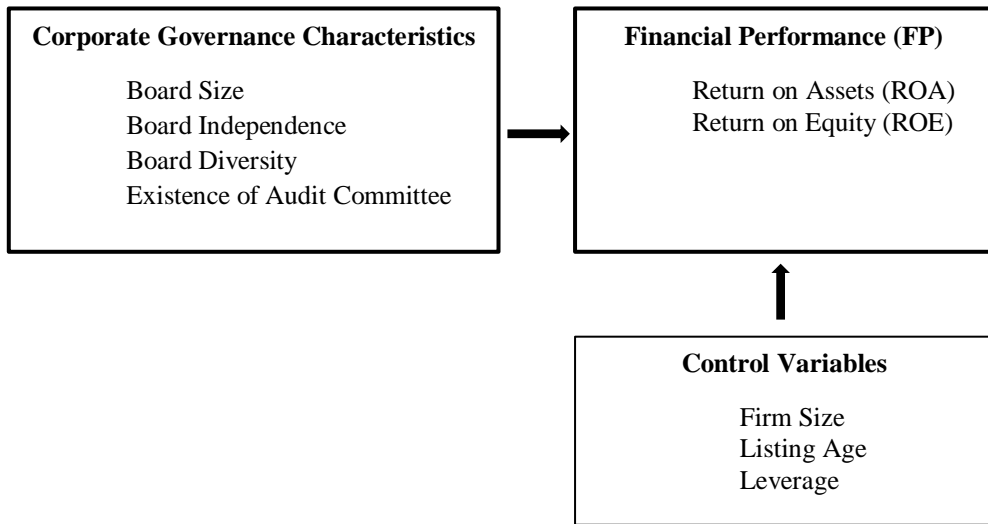 Corporate Governance Characteristics
Board Size
Board Independence
Board Diversity
Existence of Audit Committee
Financial Performance (FP)
Return on Assets (ROA)
Return on Equity (ROE)
Control Variables
Firm Size
Listing Age
Leverage